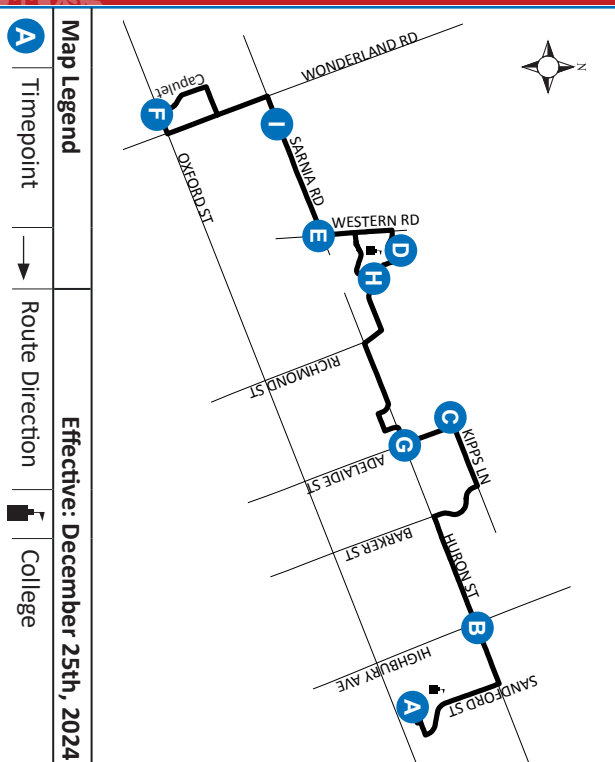 N
WONDERLAND RD
Capulet
F
I
SARNIA RD
OXFORD ST
WESTERN RD
E
D
H
RICHMOND ST
C
KIPPS LN
G
ADELAIDE ST
BARKER ST
HURON ST
B
HIGHBURY AVE
SANDFORD ST
A
Map Legend
Effective: December 25th, 2024
A Timepoint
Route Direction
College